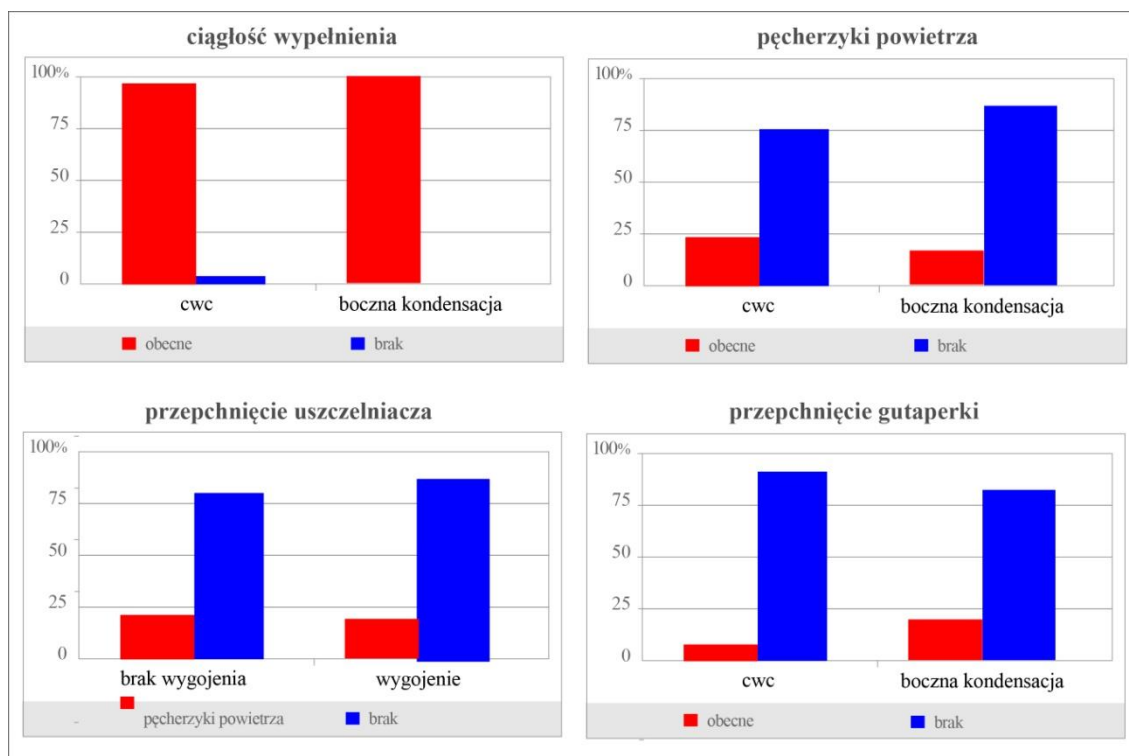 ciągłość wypełnienia
100%
75
50
25
0
cwc
boczna kondensacja
obecne
brak
pęcherzyki powietrza
100%
75
50
25
0
cwc
boczna kondensacja
obecne
brak
przepchnięcie uszczelniacza
100%
75
50
25
0
brak wygojenia
wygojenie
pęcherzyki powietrza
brak
przepchnięcie gutaperki
100%
75
50
25
0
cwc
boczna kondensacja
obecne
brak